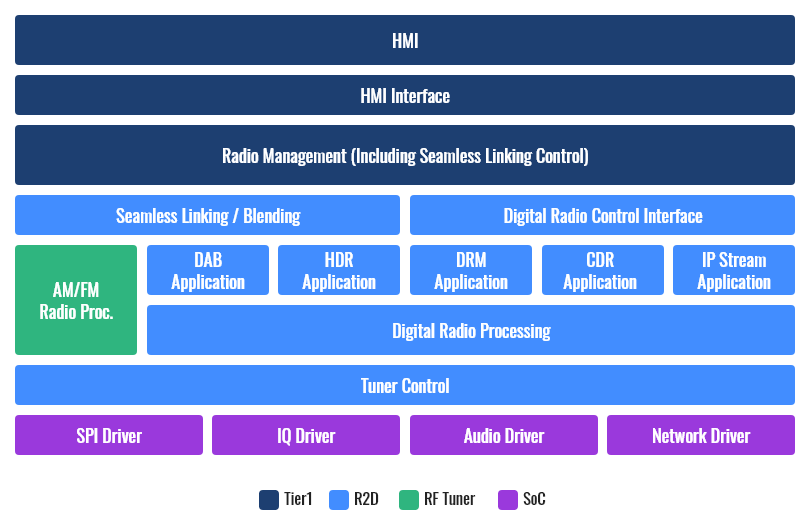 HMI
HMI Interface
Radio Management (Including Seamless Linking Control)
Seamless Linking / Blending
Digital Radio Control Interface
AM/FM
Radio Proc.
DAB
Application
HDR
Application
DRM
Application
CDR
Application
IP Stream
Application
Digital Radio Processing
Tuner Control
SPI Driver
IQ Driver
Audio Driver
Network Driver
Tier1
R2D
RF Tuner
SoC